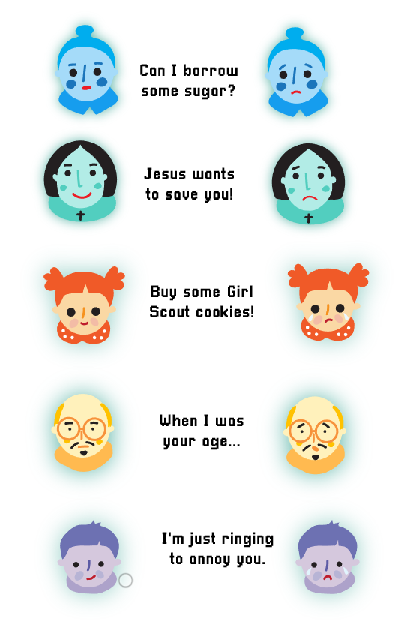 Can I borrow
some sugar?
Jesus wants
to save you!
Buy some Girl
Scout cookies!
When I was
your age...
I'm just ringing
to annoy you.